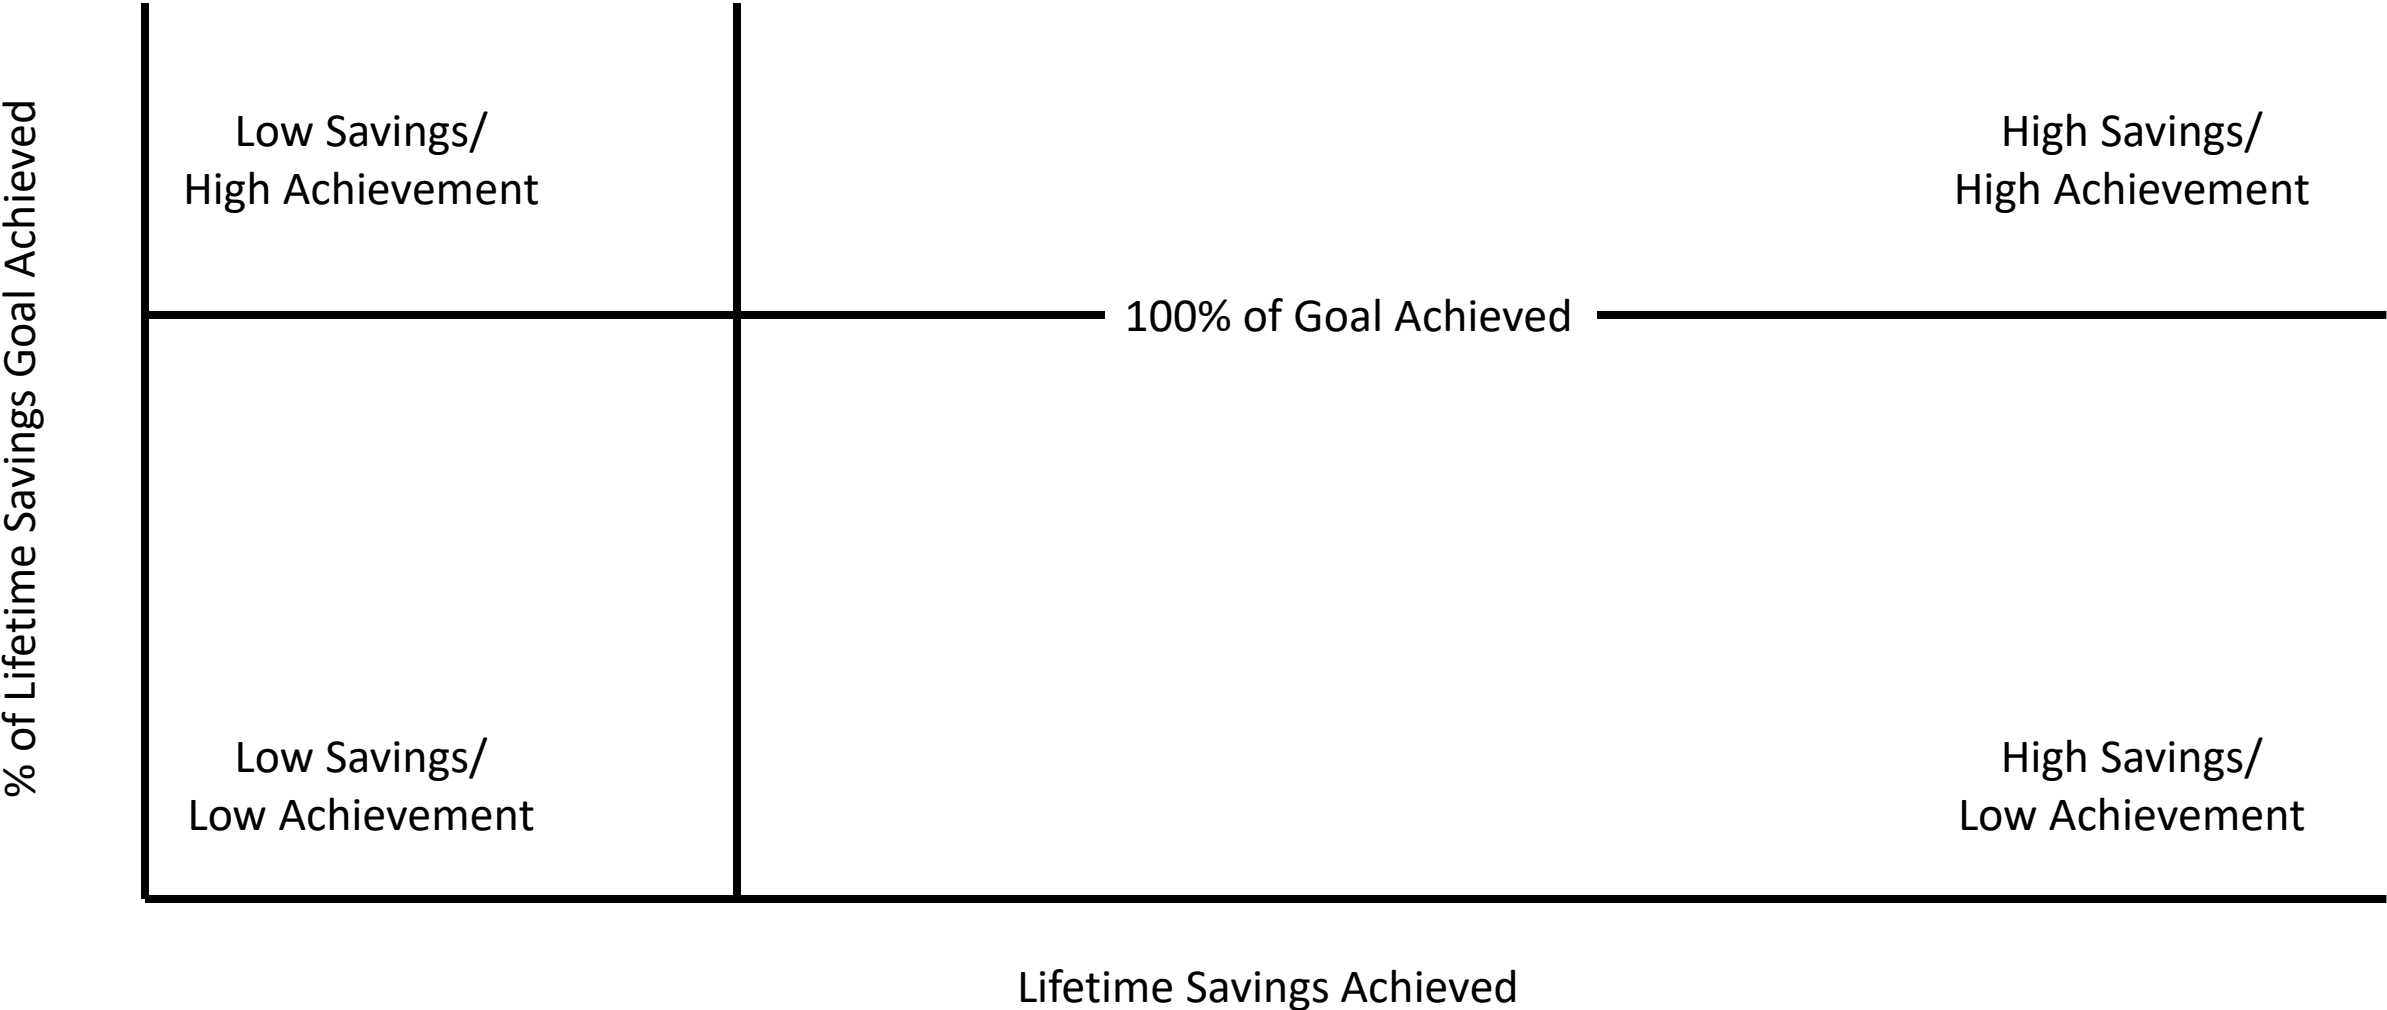 % of Lifetime Savings Goal Achieved
Low Savings/
High Achievement
High Savings/
High Achievement
100% of Goal Achieved
Low Savings/
Low Achievement
High Savings/
Low Achievement
Lifetime Savings Achieved